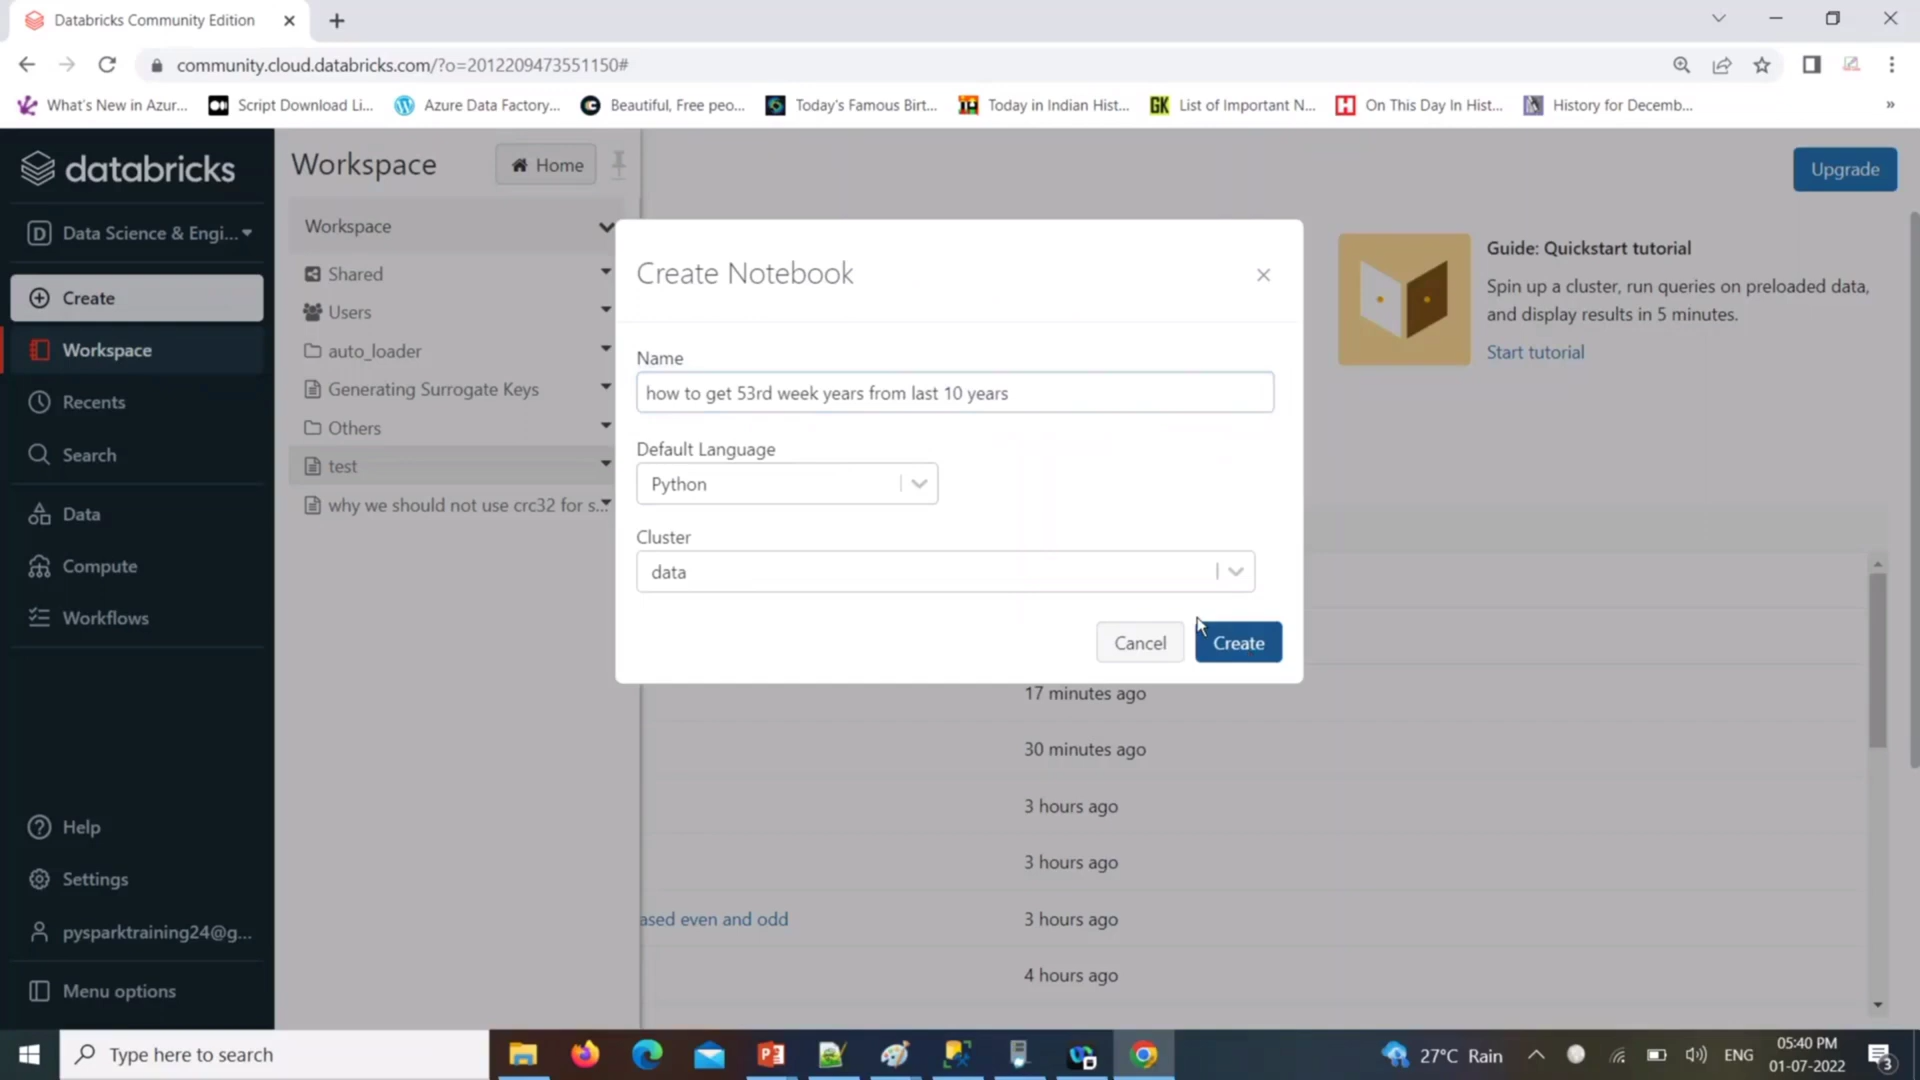 Databricks Community Edition
community.cloud.databricks.com/?o=2012209473551150#
What's New in Azur...
Script Download Li...
Azure Data Factory...
Beautiful, Free peo...
Today's Famous Birt...
Today in Indian Hist...
GK List of Important N...
On This Day In Hist...
History for Decemb...
»
databricks
D Data Science & Engi...
Create
Workspace
Recents
Search
Data
Compute
Workflows
Help
Settings
pysparktraining24@g...
Menu options
Workspace
Home
Workspace
Shared
Users
auto_loader
Generating Surrogate Keys
Others
test
why we should not use crc32 for s...
Create Notebook
Name
how to get 53rd week years from last 10 years
Default Language
Python
Cluster
data
Cancel
Create
Upgrade
Guide: Quickstart tutorial
Spin up a cluster, run queries on preloaded data,
and display results in 5 minutes.
Start tutorial
17 minutes ago
30 minutes ago
3 hours ago
3 hours ago
ased even and odd
3 hours ago
4 hours ago
Type here to search
27°C Rain
ENG
05:40 PM
01-07-2022
3